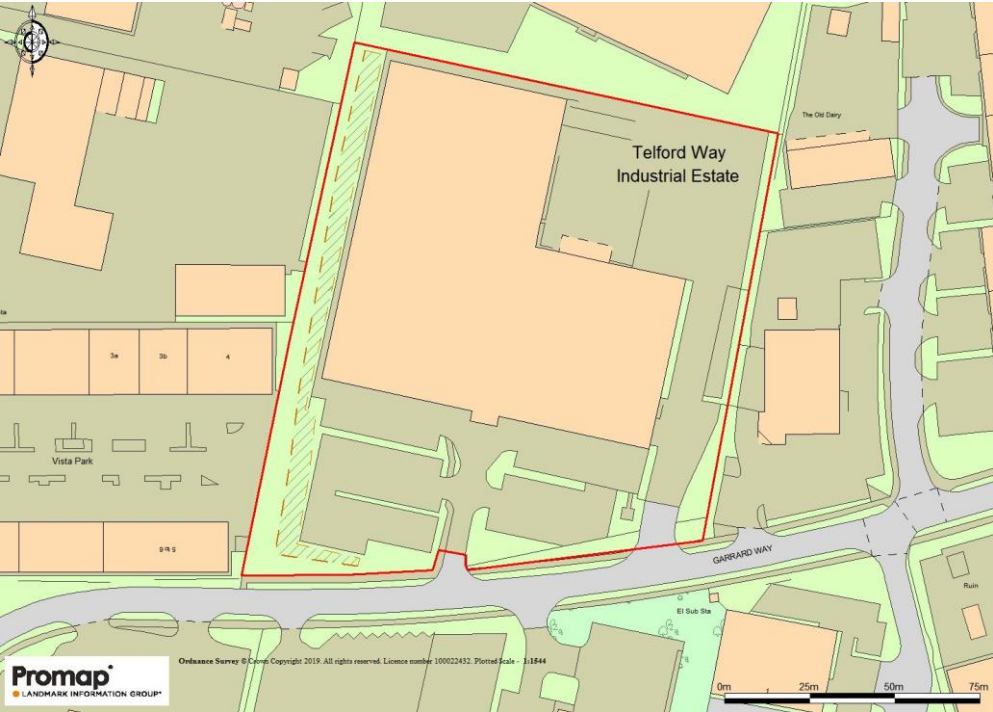 The Old Dairy
Telford Way
Industrial Estate
3a
3b
4
Vista Park
GARRARD WAY
Ruin
El Sub Sta
Ordnance Survey © Crown Copyright 2019. All rights reserved. Licence number 100022432. Plotted Scale - 1:1844
Promap
LANDMARK INFORMATION GROUP
0m
25m
50m
75m